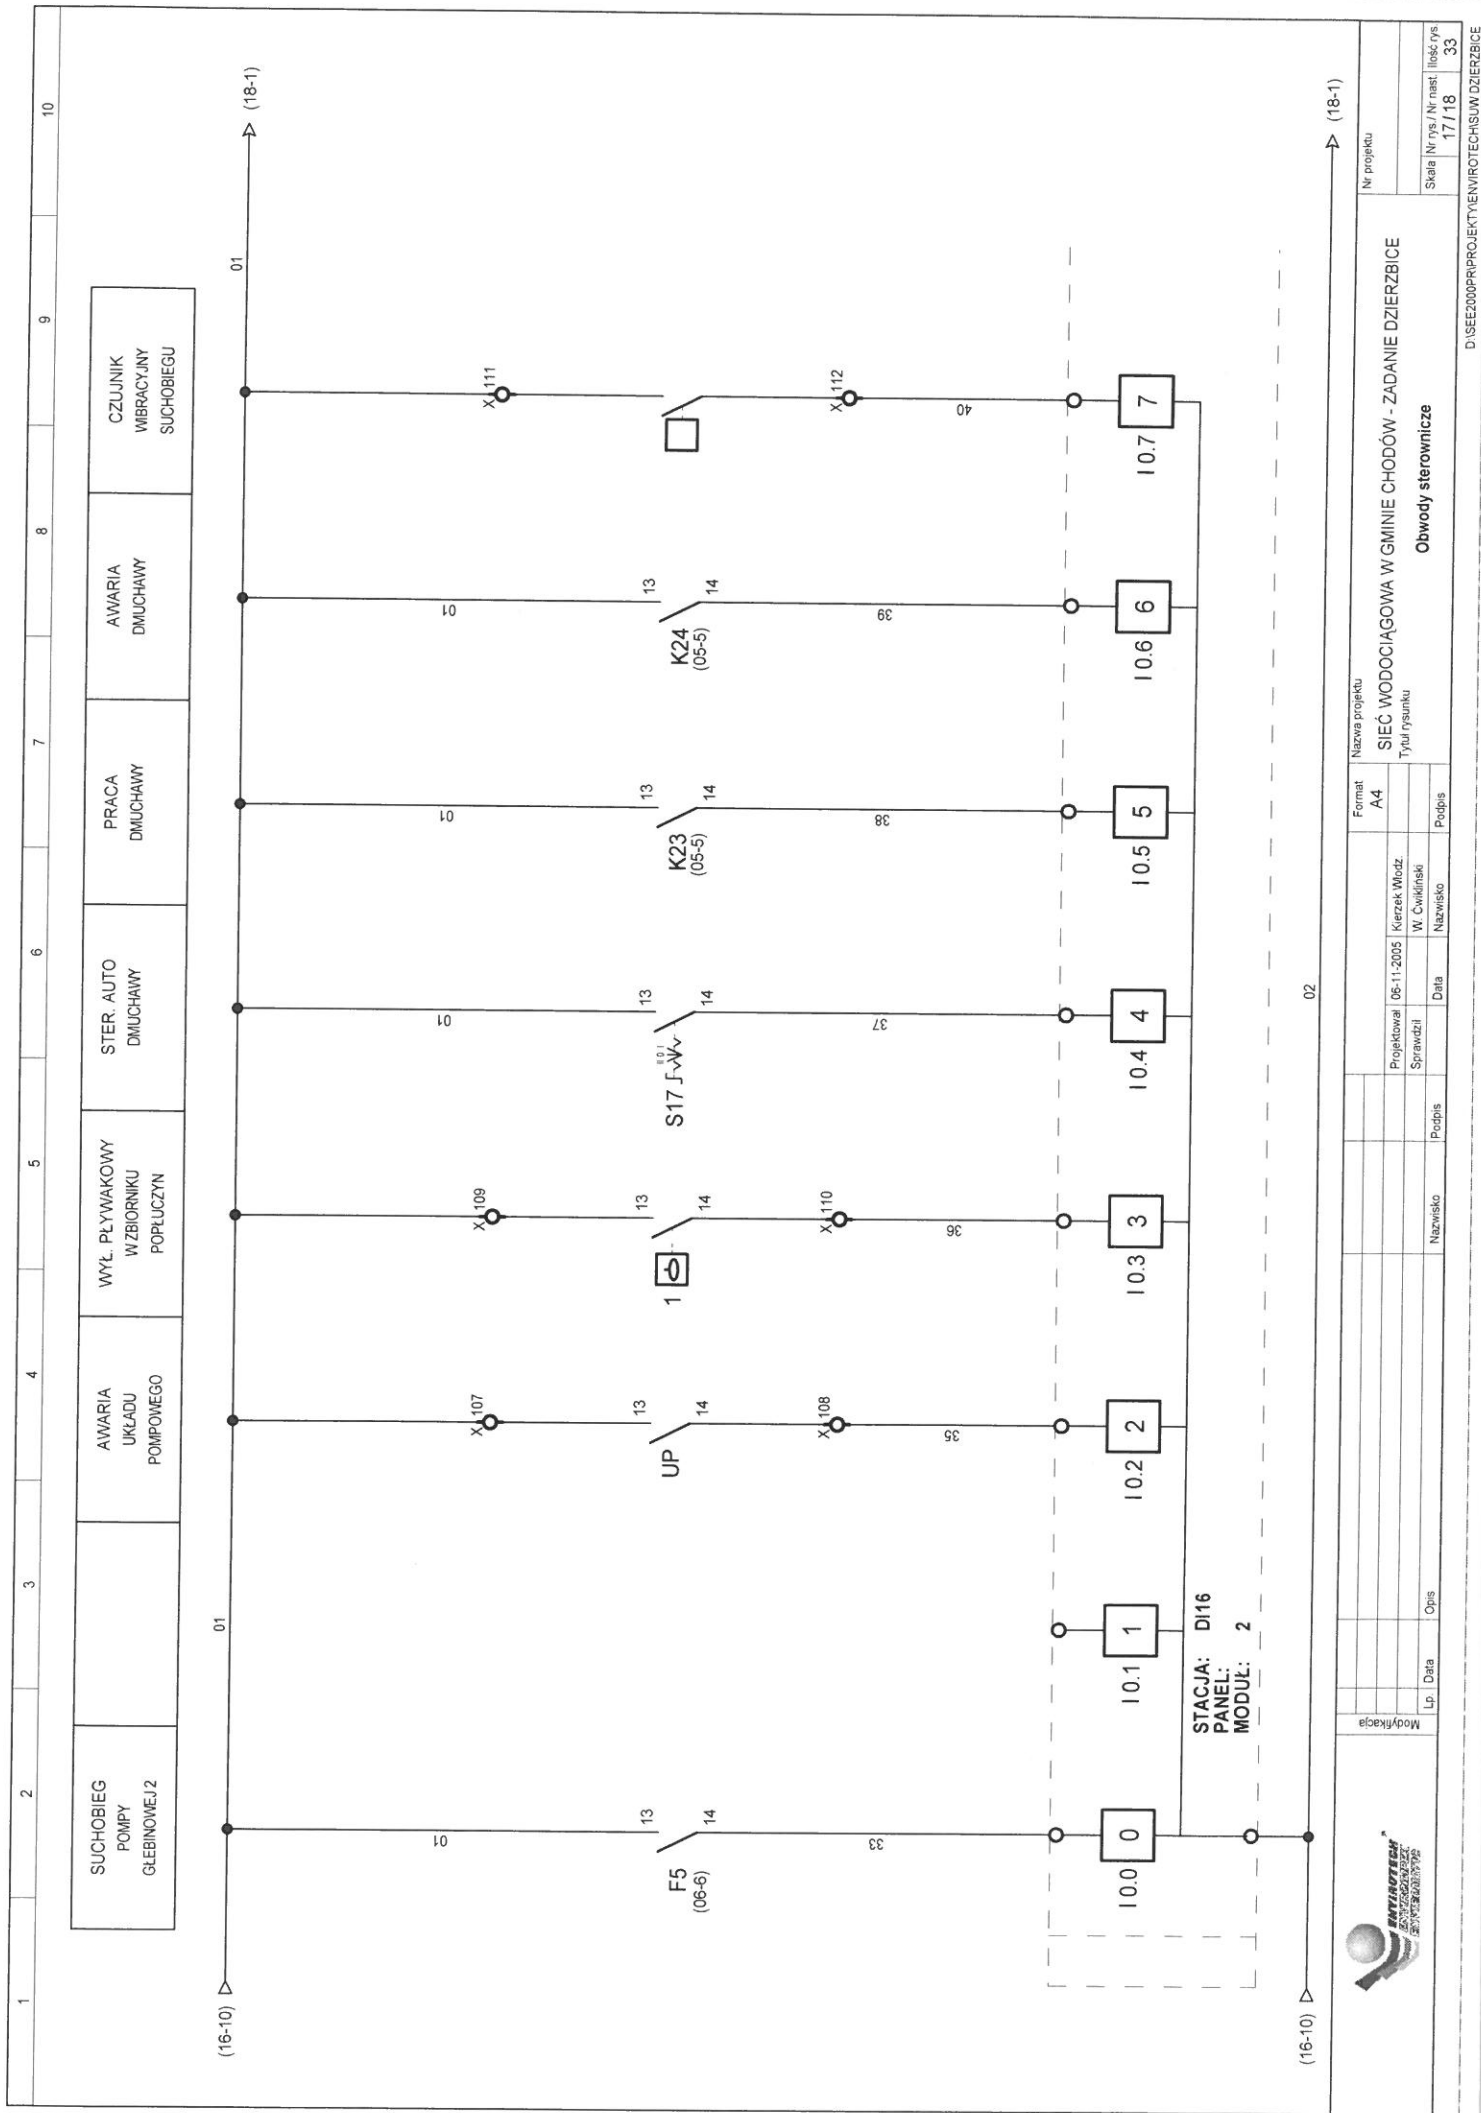 1 2 3 4 5 6 7 8 9 10
SUCHOBIEG
POMPY
GŁEBINOWEJ 2
AWARIA
UKŁADU
POMPOWEGO
WYŁ. PŁYWAKOWY
W ZBIORNIKU
POPŁUCZYN
STER. AUTO
DMUCHAWY
PRACA
DMUCHAWY
AWARIA
DMUCHAWY
CZUJNIK
WIBRACYJNY
SUCHOBIEGU
(16-10) 01 01 (18-1)
01
13
F5
(06-6)
14
33
X 107
13
UP
14
X 108
35
X 109
13
1
14
X 110
36
01
13
S17
I 0 II
14
37
01
13
K23
(05-5)
14
38
01
13
K24
(05-5)
14
39
X 111
X 112
40
I 0.0 0
I 0.1 1
I 0.2 2
I 0.3 3
I 0.4 4
I 0.5 5
I 0.6 6
I 0.7 7
STACJA: DI16
PANEL:
MODUŁ: 2
(16-10) 02 (18-1)
ENVIROTECH
Modyfikacja
Lp. Data Opis Nazwisko Podpis
Projektował 06-11-2005 Kierzek Włodz.
Sprawdził W. Ćwikliński
Data Nazwisko Podpis
Format
A4
Nazwa projektu
SIEĆ WODOCIĄGOWA W GMINIE CHODÓW - ZADANIE DZIERZBICE
Tytuł rysunku
Obwody sterownicze
Nr projektu
Skala Nr rys./ Nr nast. Ilość rys.
17 / 18 33
D:\SEE2000PR\PROJEKTY\ENVIROTECH\SUW DZIERZBICE